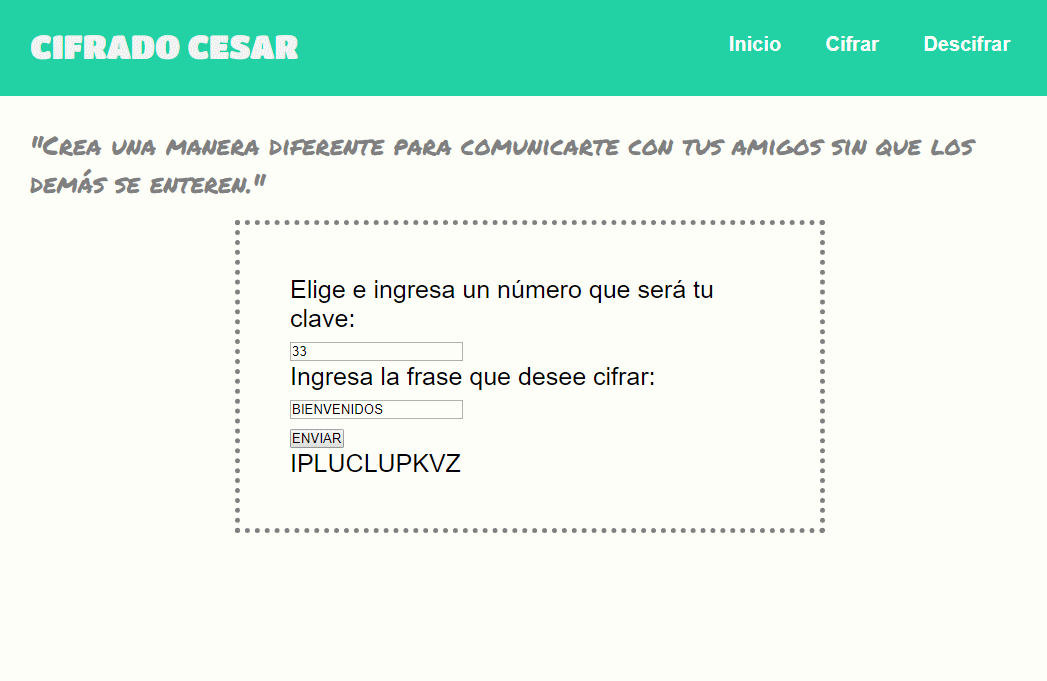 CIFRADO CESAR
Inicio Cifrar Descifrar
"Crea una manera diferente para comunicarte con tus amigos sin que los
demás se enteren."
Elige e ingresa un número que será tu
clave:
33
Ingresa la frase que desee cifrar:
BIENVENIDOS
ENVIAR
IPLUCLUPKVZ